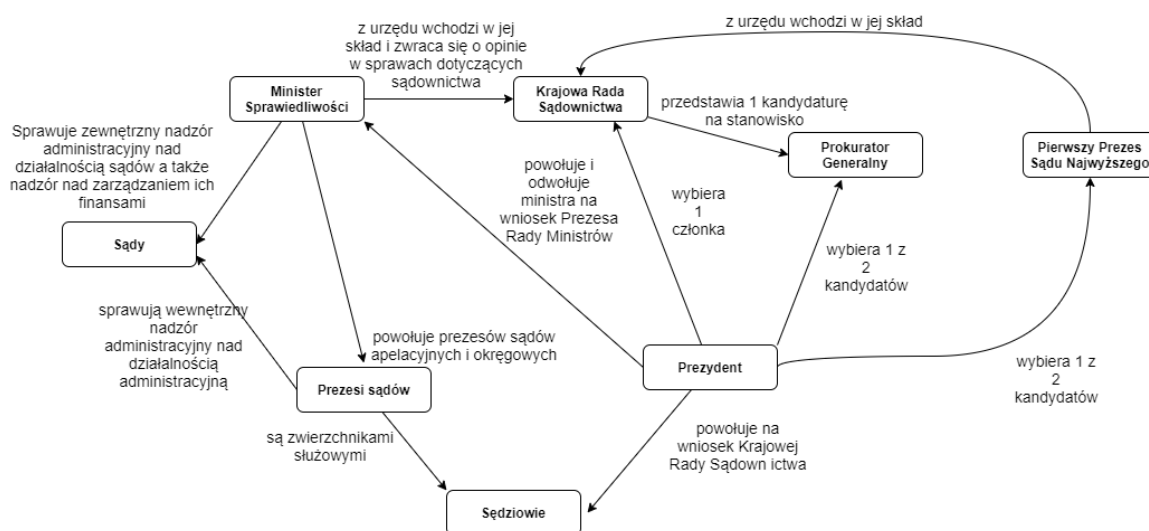 z urzędu wchodzi w jej skład
z urzędu wchodzi w jej
skład i zwraca się o opinie
w sprawach dotyczących
sądownictwa
Minister
Sprawiedliwości
Krajowa Rada
Sądownictwa
przedstawia 1 kandydaturę
na stanowisko
Prokurator
Generalny
Pierwszy Prezes
Sądu Najwyższego
Sprawuje zewnętrzny nadzór
administracyjny nad
działalnością sądów a także
nadzór nad zarządzaniem ich
finansami
powołuje i
odwołuje
ministra na
wniosek Prezesa
Rady Ministrów
wybiera
1
członka
Sądy
wybiera 1 z
2
kandydatów
sprawują wewnętrzny
nadzór
administracyjny nad
działalnością
administracyjną
powołuje prezesów sądów
apelacyjnych i okręgowych
Prezydent
wybiera 1 z
2
kandydatów
Prezesi sądów
są zwierzchnikami
służowymi
powołuje na
wniosek Krajowej
Rady Sądown ictwa
Sędziowie